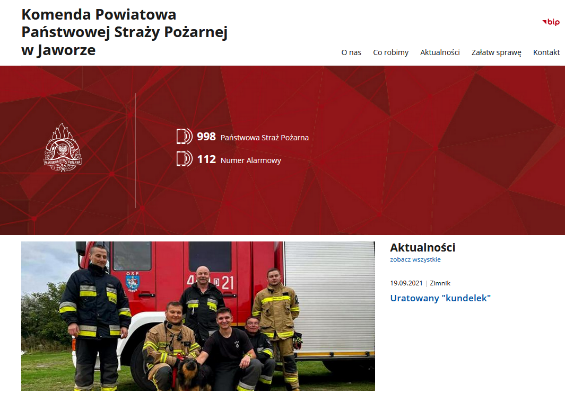 Komenda Powiatowa
Państwowej Straży Pożarnej
w Jaworze
bip
O nas Co robimy Aktualności Załatw sprawę Kontakt
998 Państwowa Straż Pożarna
112 Numer Alarmowy
OSP
Aktualności
zobacz wszystkie
19.09.2021 | Zimnik
Uratowany "kundelek"